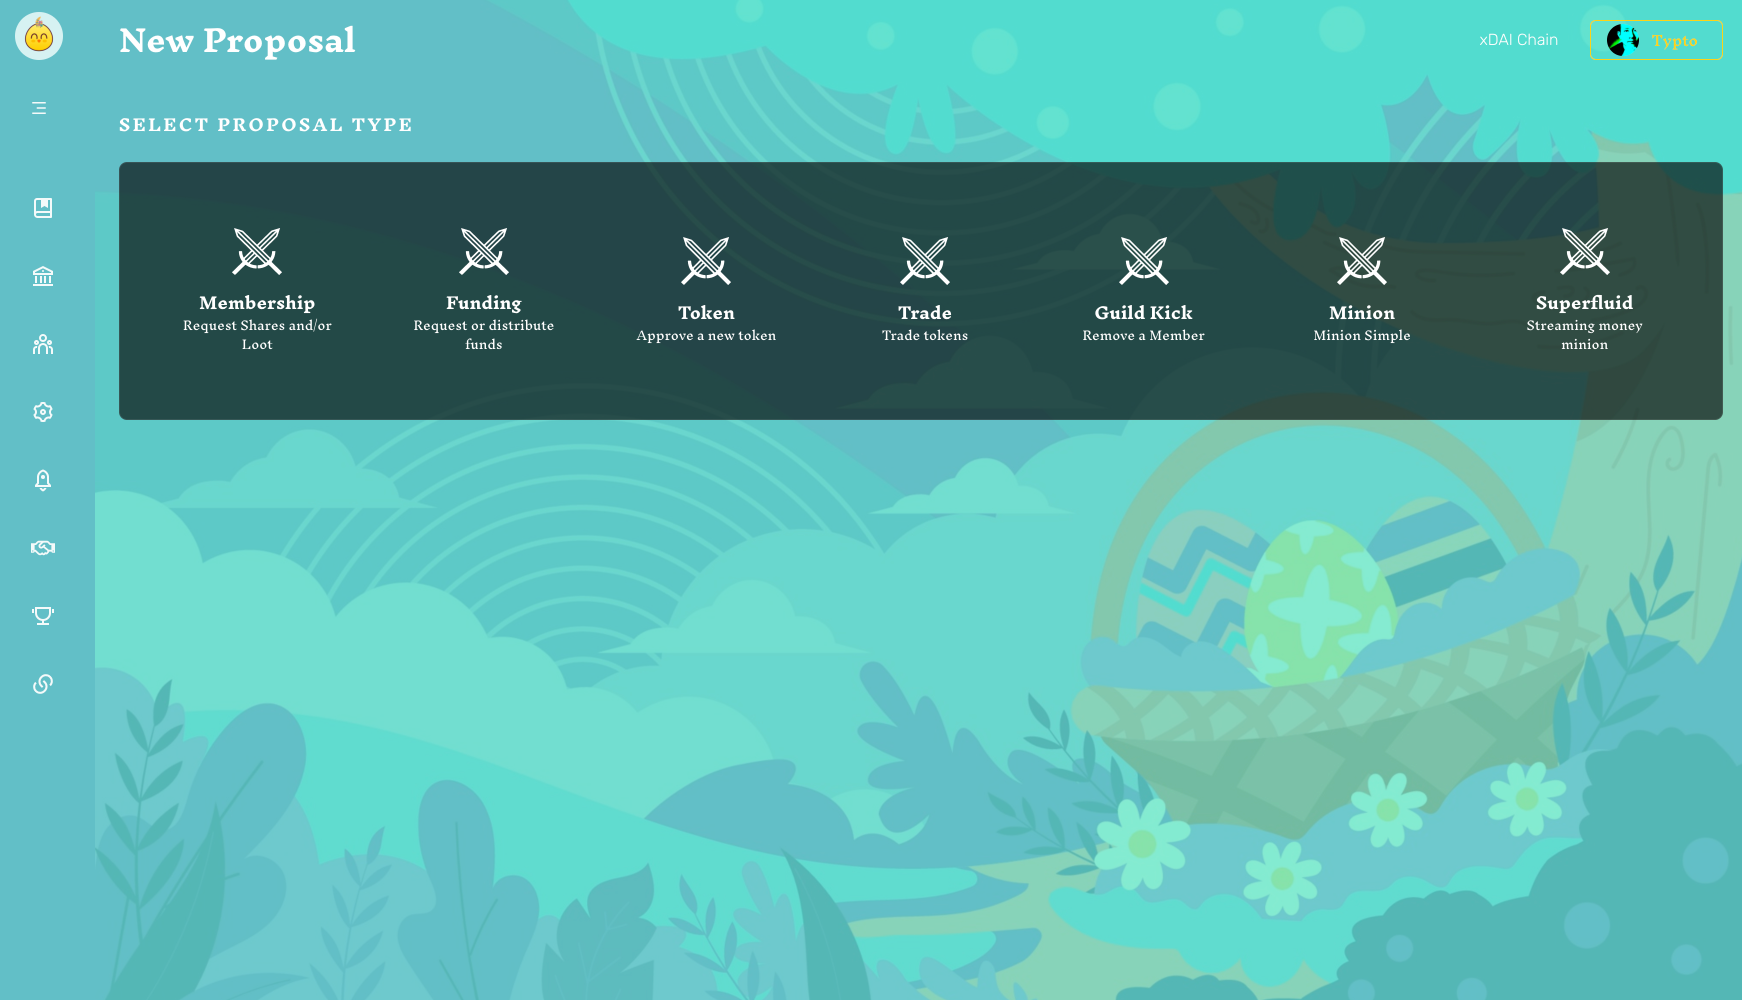 New Proposal
xDAI Chain
Typto
SELECT PROPOSAL TYPE
Membership
Request Shares and/or
Loot
Funding
Request or distribute
funds
Token
Approve a new token
Trade
Trade tokens
Guild Kick
Remove a Member
Minion
Minion Simple
Superfluid
Streaming money
minion